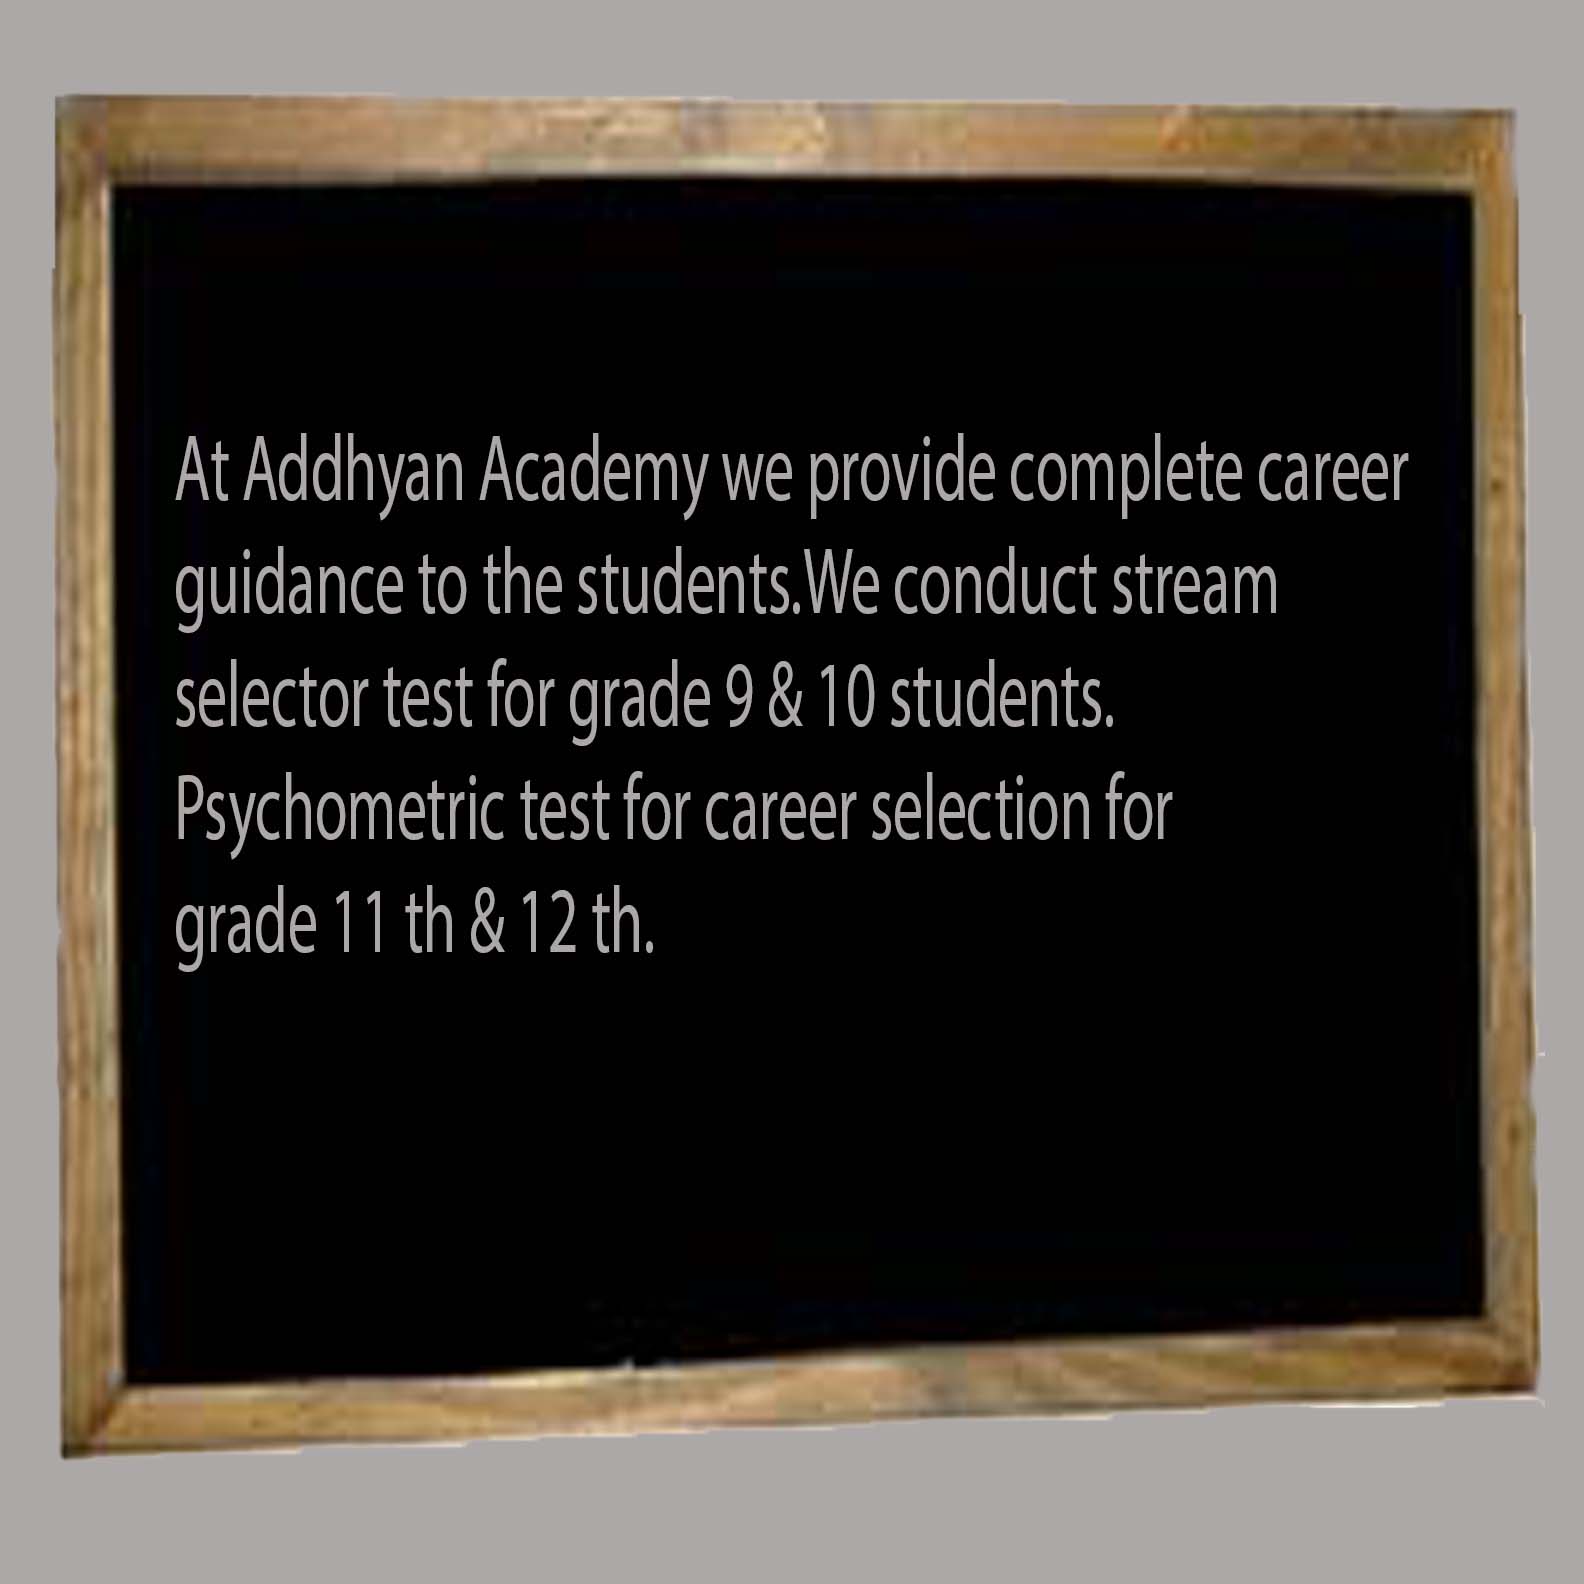 At Addhyan Academy we provide complete career
guidance to the students.We conduct stream
selector test for grade 9 & 10 students.
Psychometric test for career selection for
grade 11 th & 12 th.